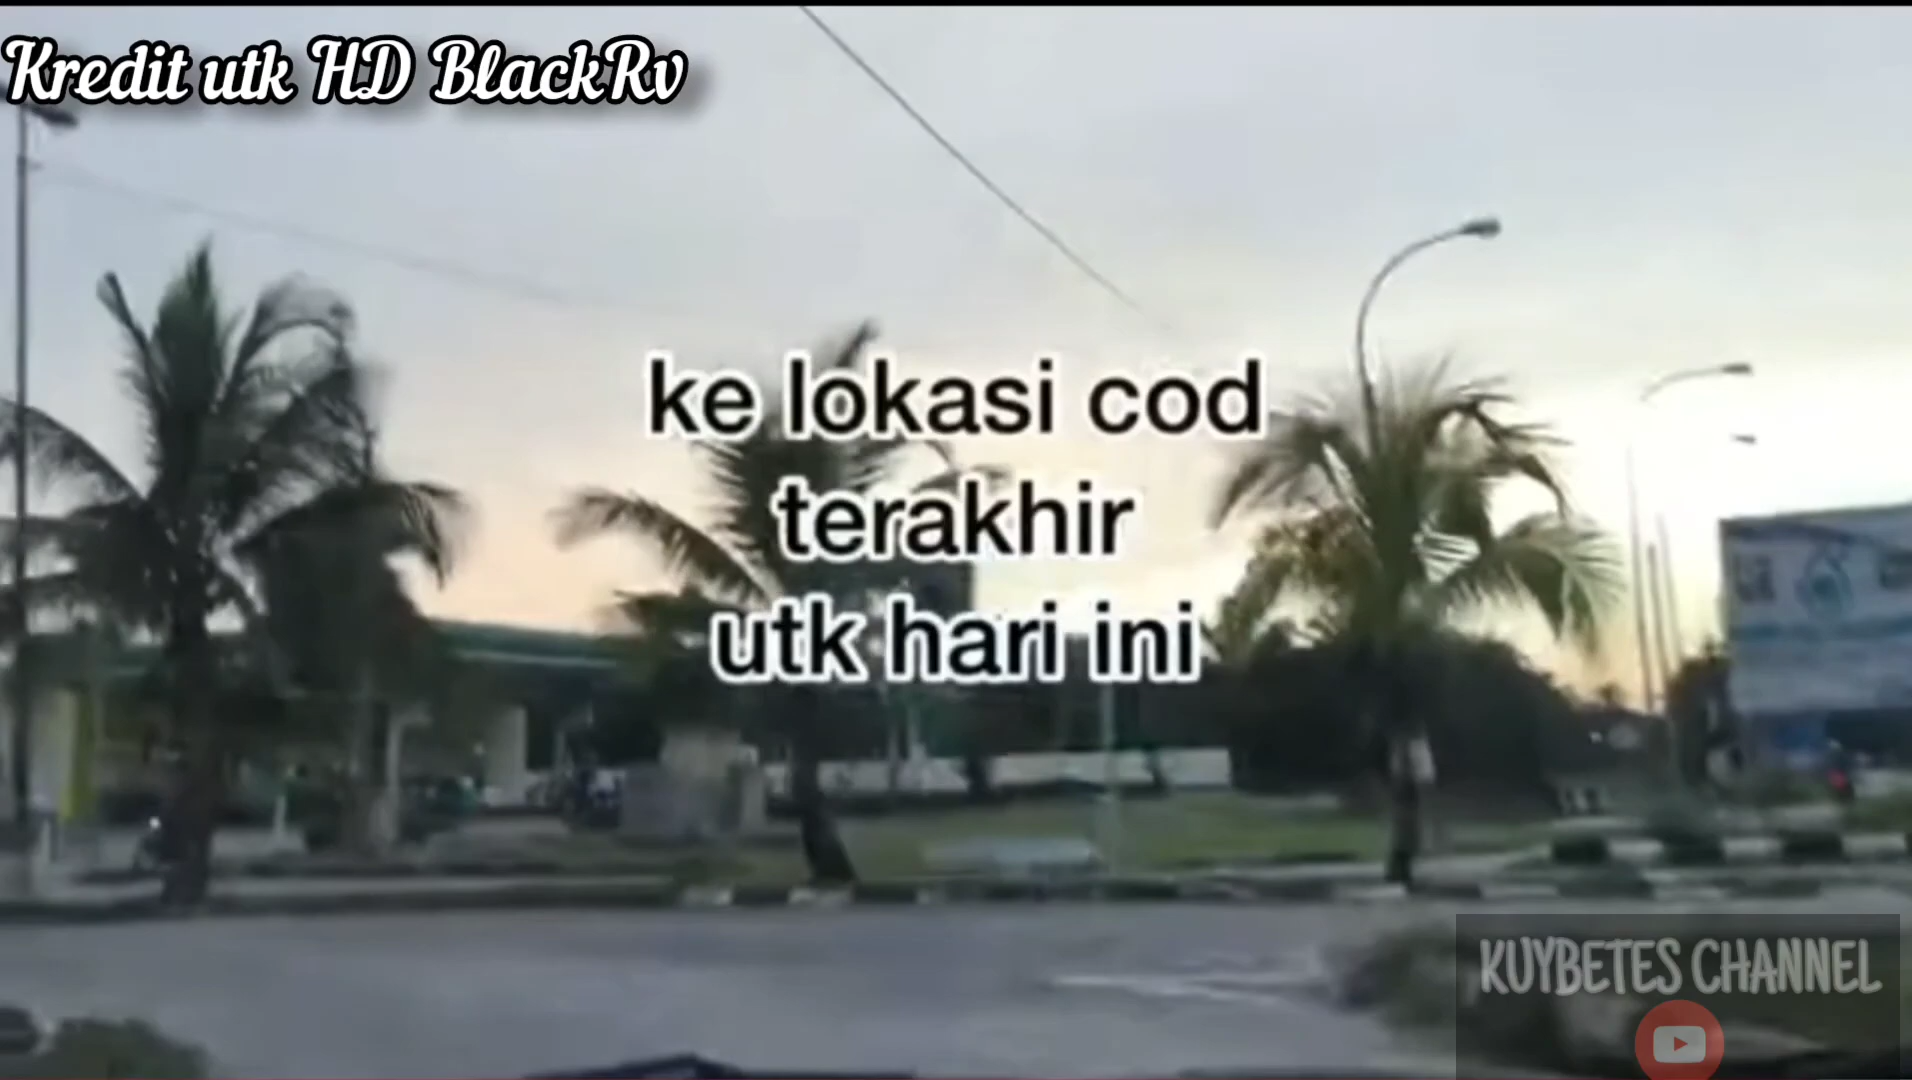 Kredit utk HD BlackRv
ke lokasi cod
terakhir
utk hari ini
KUYBETES CHANNEL